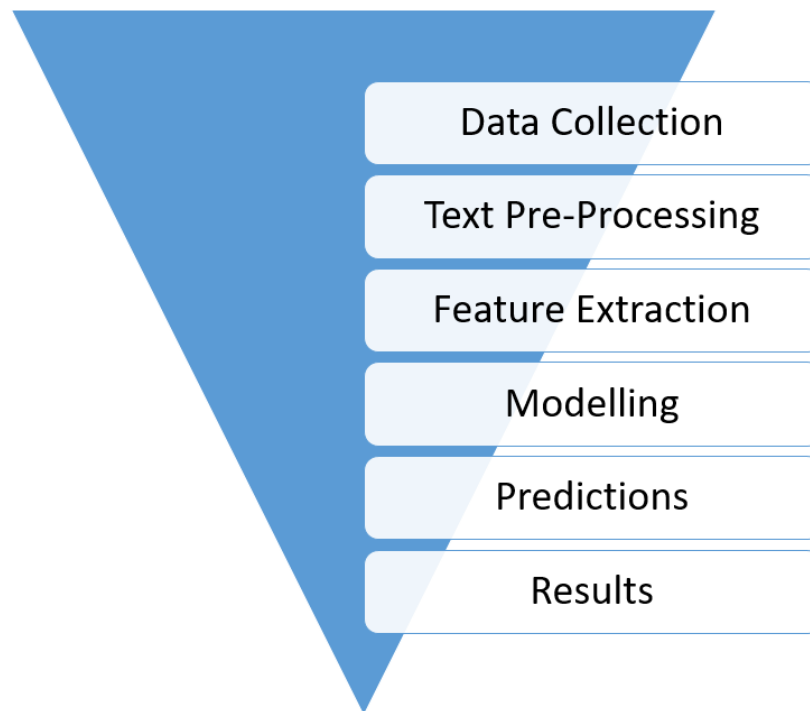 Data Collection
Text Pre-Processing
Feature Extraction
Modelling
Predictions
Results